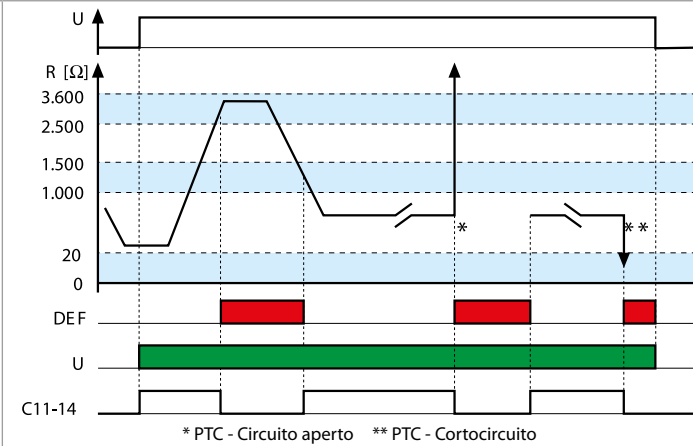 U
R [Ω]
3.600
2.500
1.500
1.000
*
**
20
0
DEF
U
C11-14
* PTC - Circuito aperto ** PTC - Cortocircuito